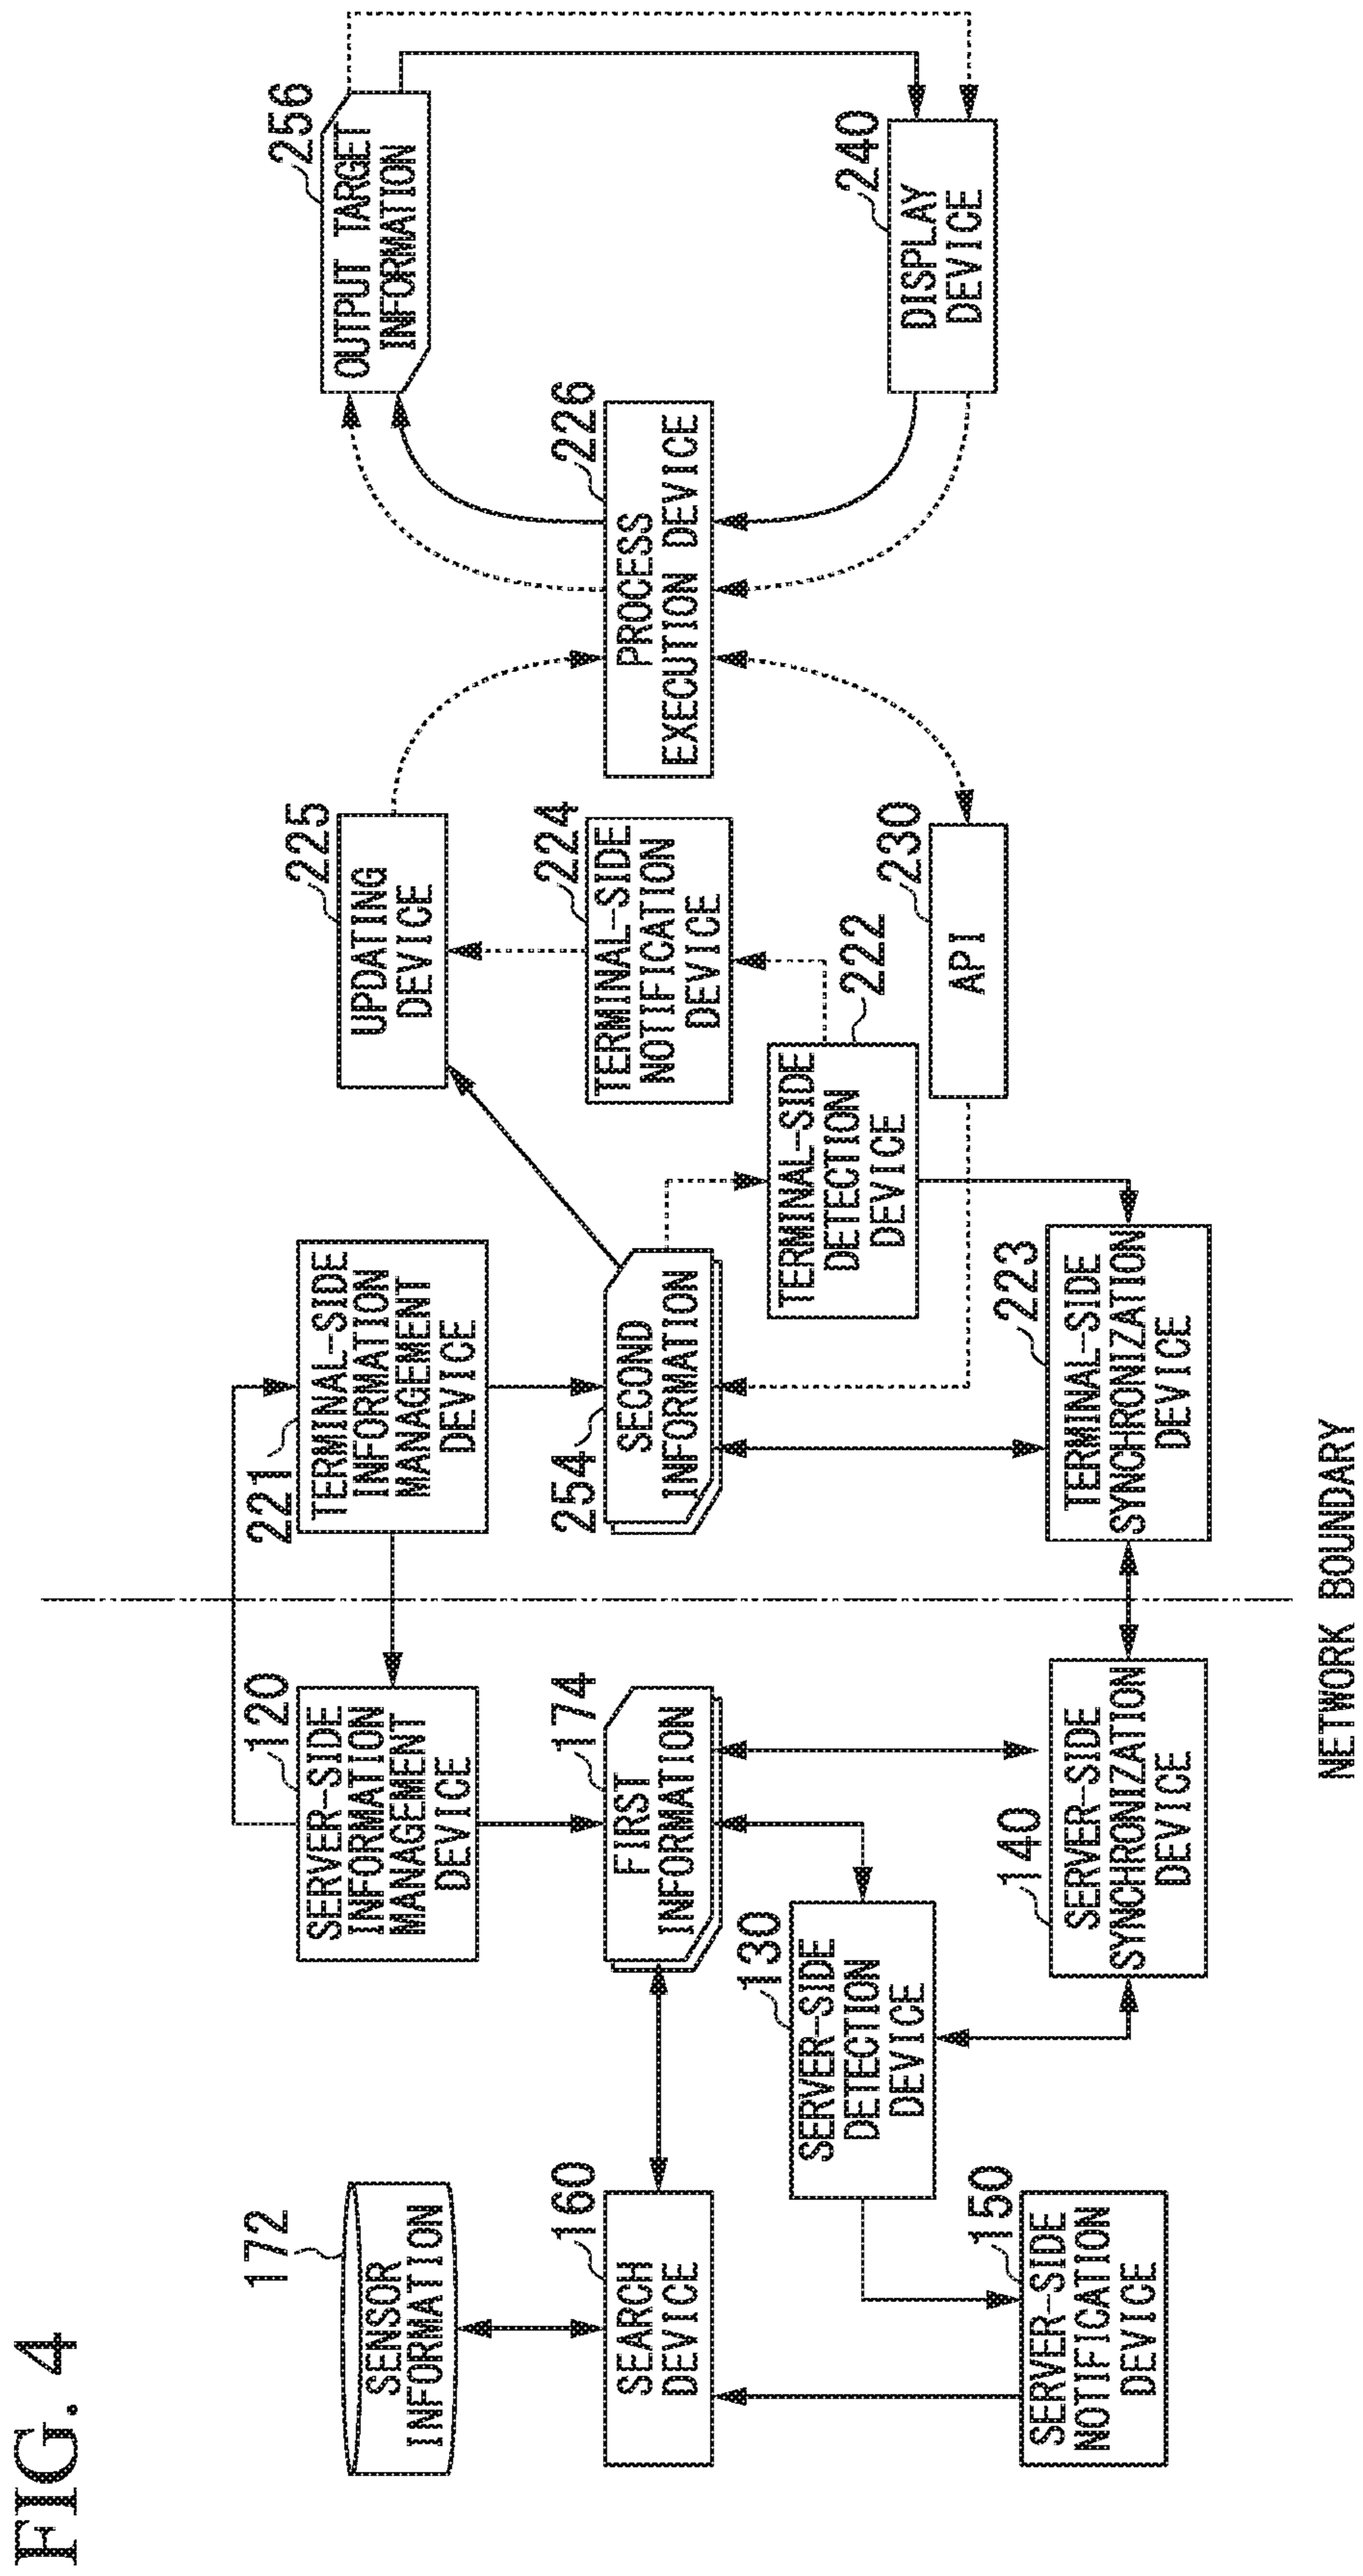 FIG. 4
172
SENSOR
INFORMATION
160
SEARCH
DEVICE
150
SERVER-SIDE
NOTIFICATION
DEVICE
130
SERVER-SIDE
DETECTION
DEVICE
120
SERVER-SIDE
INFORMATION
MANAGEMENT
DEVICE
174
FIRST
INFORMATION
140
SERVER-SIDE
SYNCHRONIZATION
DEVICE
NETWORK BOUNDARY
221
TERMINAL-SIDE
INFORMATION
MANAGEMENT
DEVICE
254
SECOND
INFORMATION
223
TERMINAL-SIDE
SYNCHRONIZATION
DEVICE
222
TERMINAL-SIDE
DETECTION
DEVICE
225
UPDATING
DEVICE
224
TERMINAL-SIDE
NOTIFICATION
DEVICE
230
API
226
PROCESS
EXECUTION DEVICE
256
OUTPUT TARGET
INFORMATION
240
DISPLAY
DEVICE